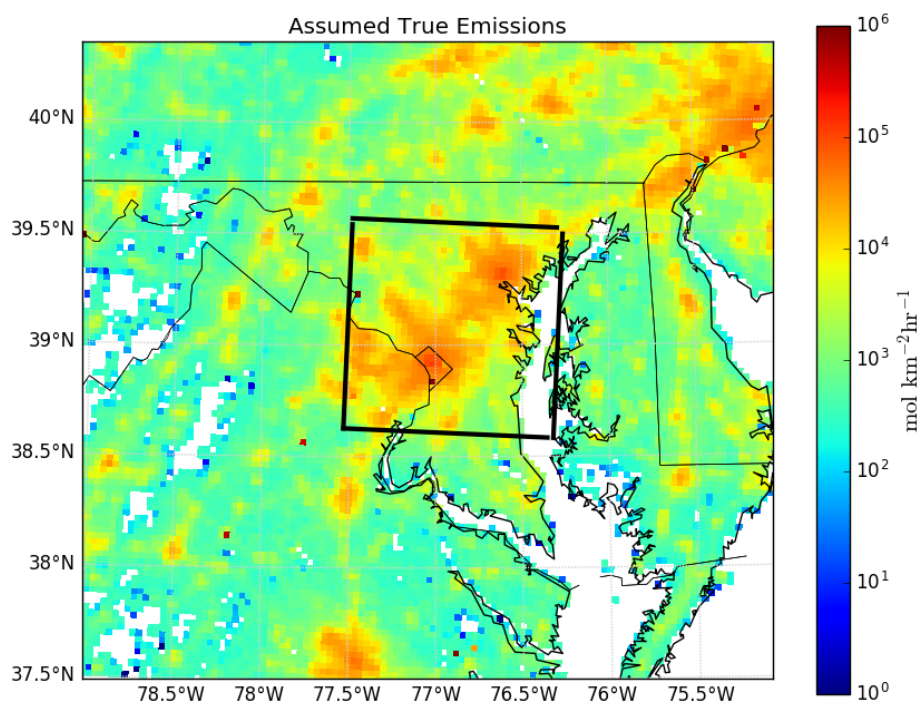 Assumed True Emissions
40°N
39.5°N
39°N
38.5°N
38°N
37.5°N
78.5°W 78°W 77.5°W 77°W 76.5°W 76°W 75.5°W
10^6
10^5
10^4
10^3
10^2
10^1
10^0
mol km^{-2}hr^{-1}